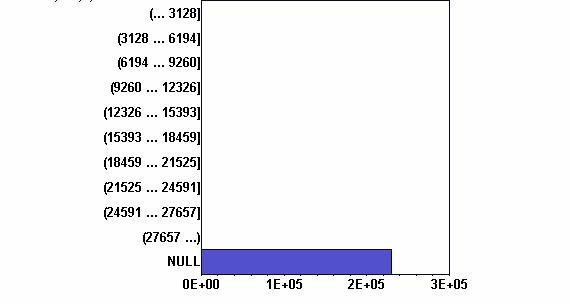 (... 3128]
(3128 ... 6194]
(6194 ... 9260]
(9260 ... 12326]
(12326 ... 15393]
(15393 ... 18459]
(18459 ... 21525]
(21525 ... 24591]
(24591 ... 27657]
(27657 ...)
NULL
0E+00 1E+05 2E+05 3E+05